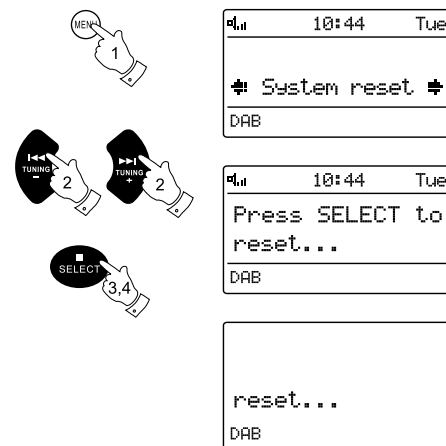 MENU
1
10:44 Tue
System reset
DAB
TUNING
-
2
TUNING
+
2
10:44 Tue
Press SELECT to
reset...
DAB
SELECT
3,4
reset...
DAB